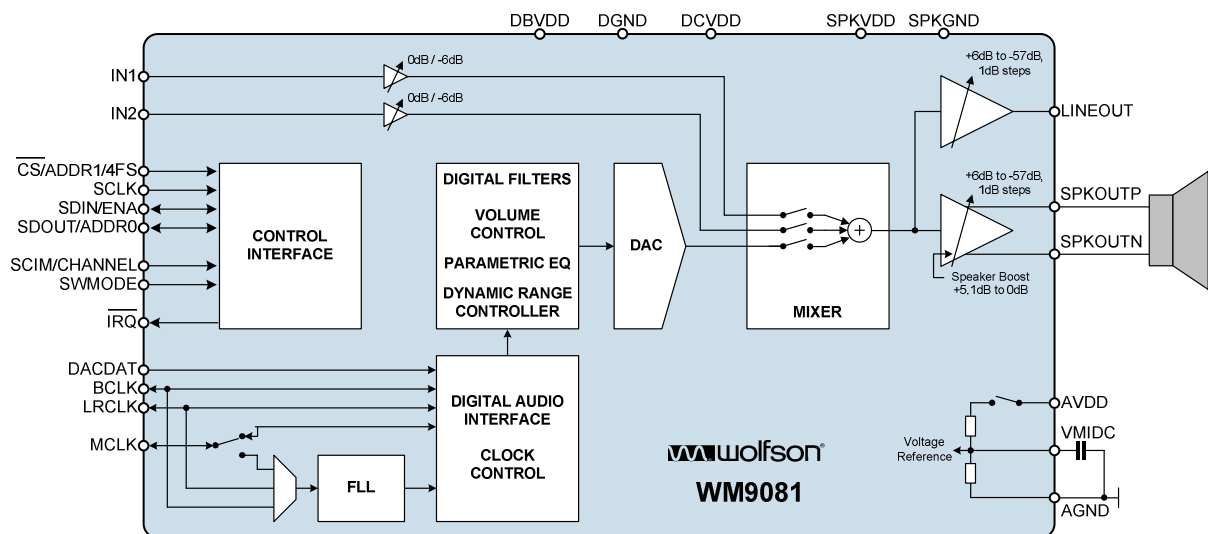 DBVDD
DGND
DCVDD
SPKVDD
SPKGND
IN1
0dB / -6dB
IN2
0dB / -6dB
+6dB to -57dB,
1dB steps
LINEOUT
CS/ADDR1/4FS
SCLK
SDIN/ENA
SDOUT/ADDR0
SCIM/CHANNEL
SWMODE
IRQ
CONTROL
INTERFACE
DIGITAL FILTERS
VOLUME
CONTROL
PARAMETRIC EQ
DYNAMIC RANGE
CONTROLLER
DAC
+
MIXER
+6dB to -57dB,
1dB steps
SPKOUTP
SPKOUTN
Speaker Boost
+5.1dB to 0dB
DACDAT
BCLK
LRCLK
MCLK
FLL
DIGITAL AUDIO
INTERFACE
CLOCK
CONTROL
wolfson®
WM9081
Voltage
Reference
AVDD
VMIDC
AGND